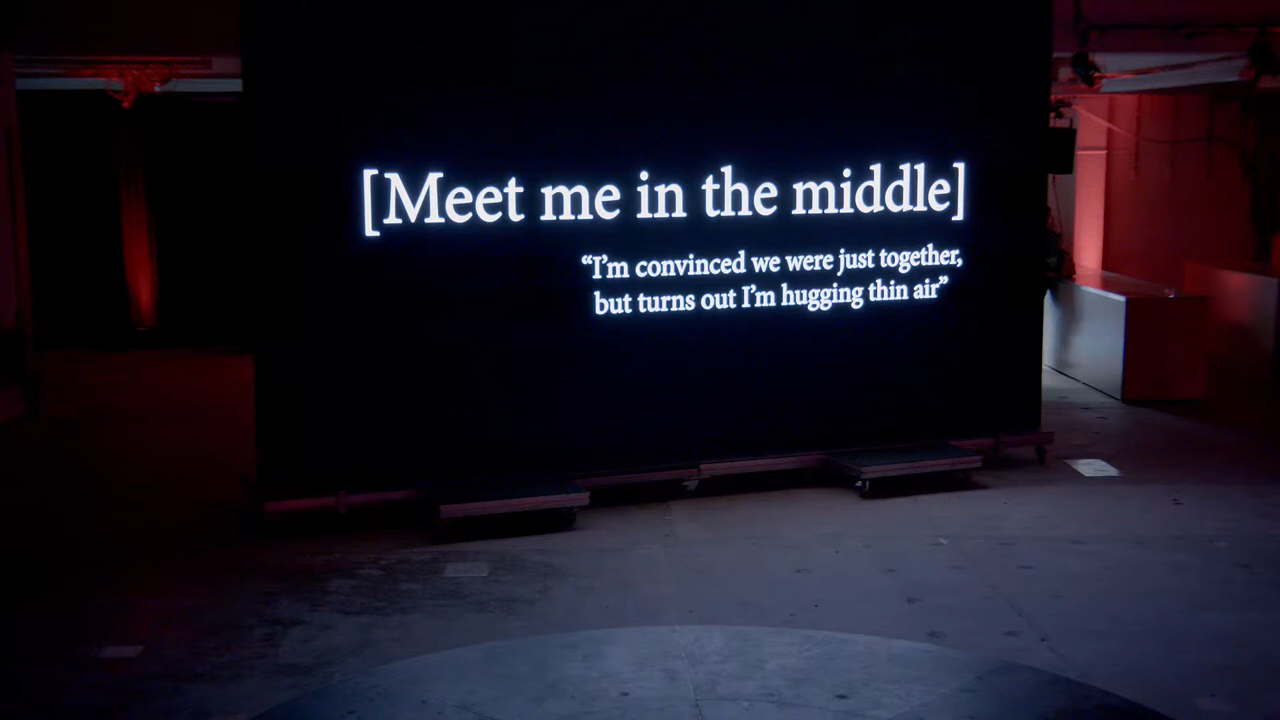 [Meet me in the middle]
“I’m convinced we were just together,
but turns out I’m hugging thin air”